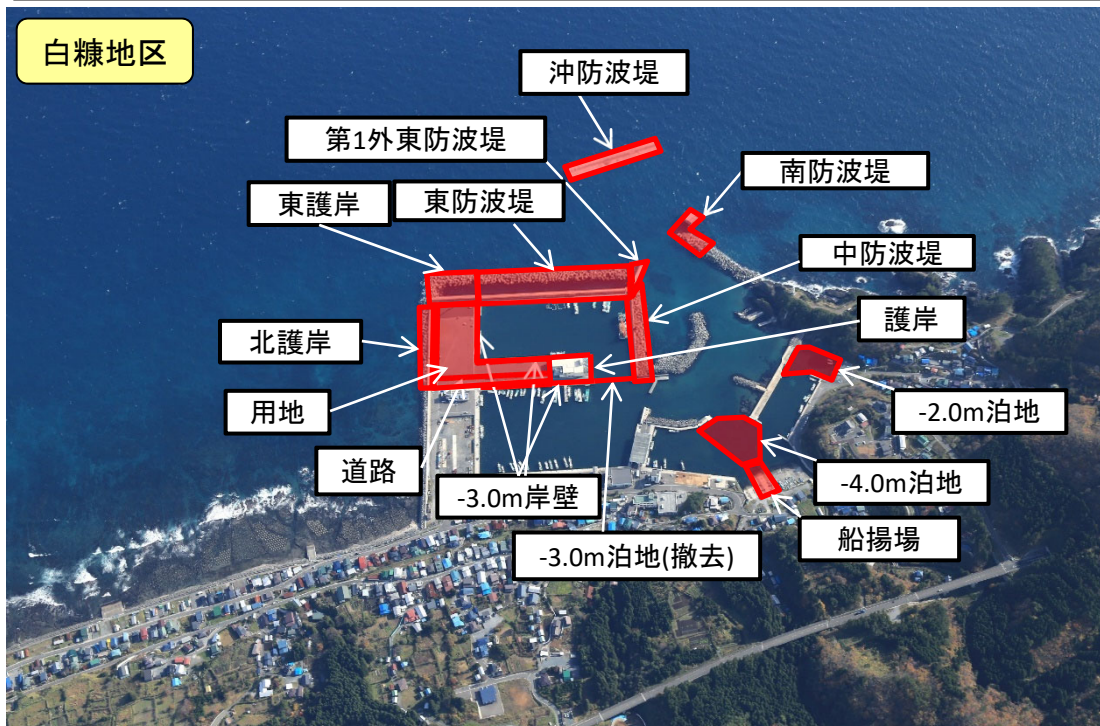 白糠地区
沖防波堤
第1外東防波堤
南防波堤
東護岸
東防波堤
中防波堤
護岸
北護岸
用地
-2.0m泊地
道路
-3.0m岸壁
-4.0m泊地
船揚場
-3.0m泊地(撤去)